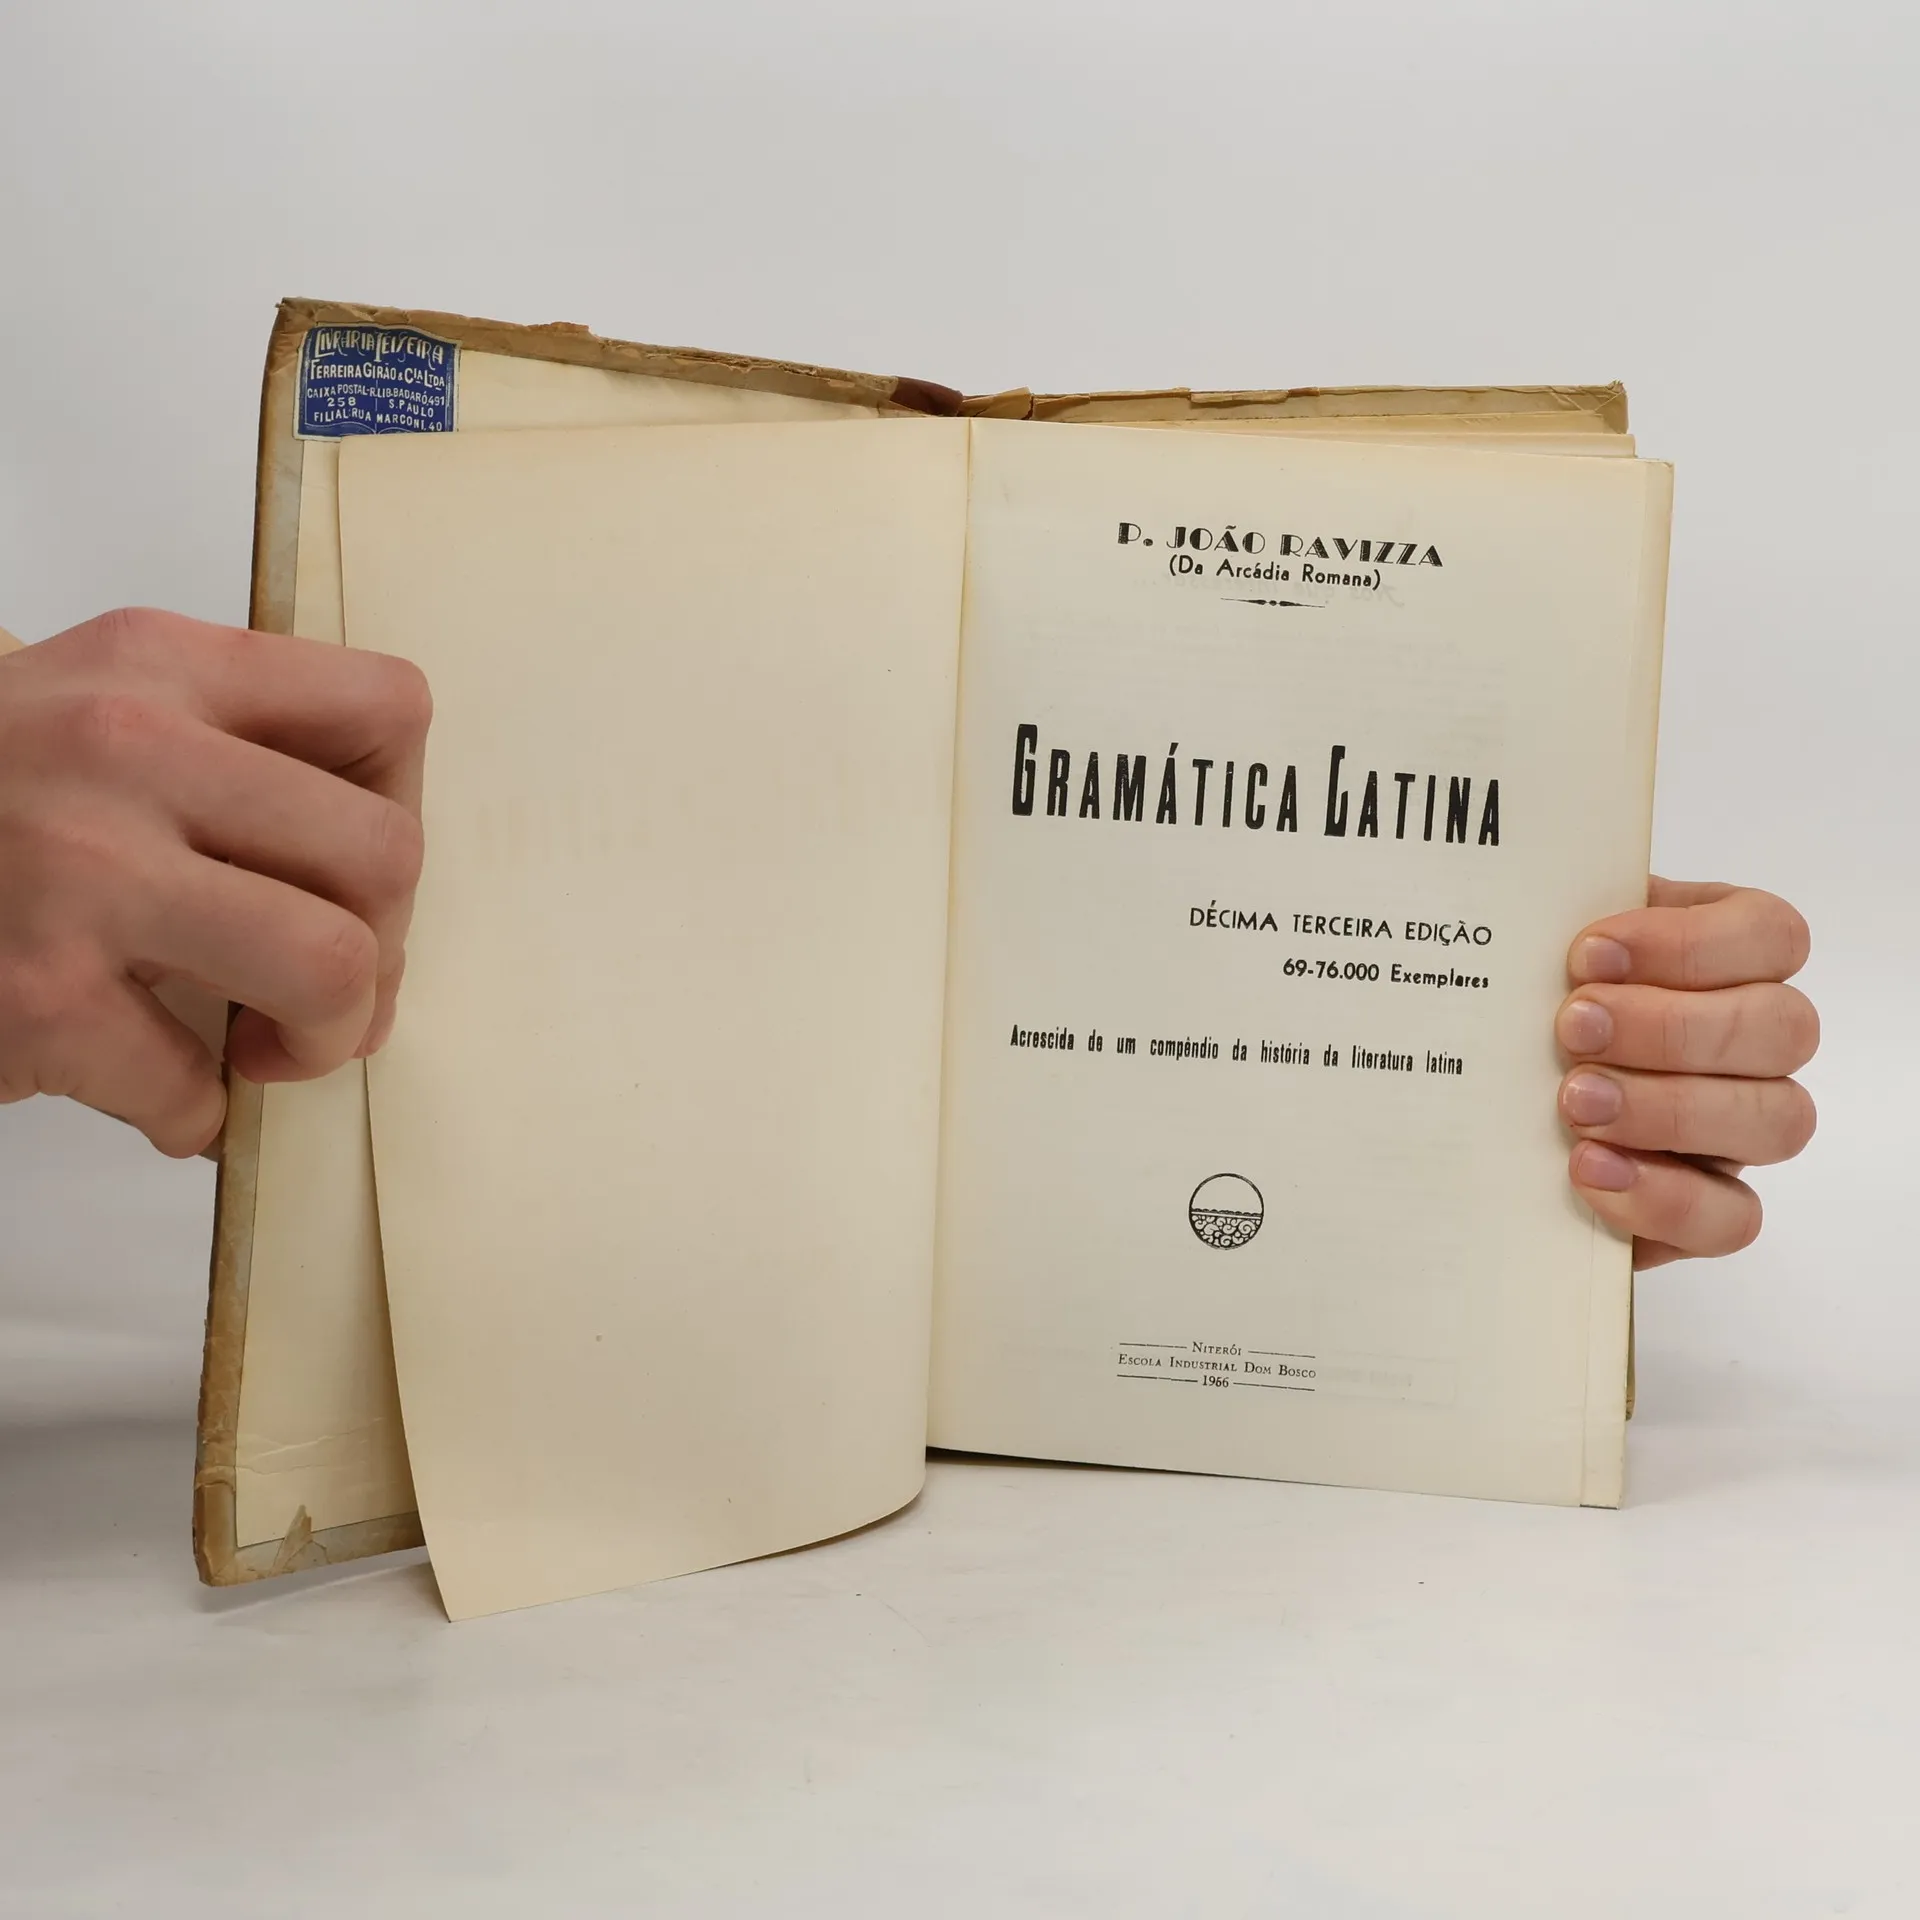 LIVRARIA TEIXEIRA
FERREIRA GIRÃO & CIA LTDA
CAIXA POSTAL-R.LIB.BADARÓ,491
258 S.PAULO
FILIAL: RUA MARCONI, 40
P. JOÃO RAVIZZA
(Da Arcádia Romana)
GRAMÁTICA LATINA
DÉCIMA TERCEIRA EDIÇÃO
69-76.000 Exemplares
Acrescida de um compêndio da história da literatura latina
NITERÓI
ESCOLA INDUSTRIAL DOM BOSCO
1966